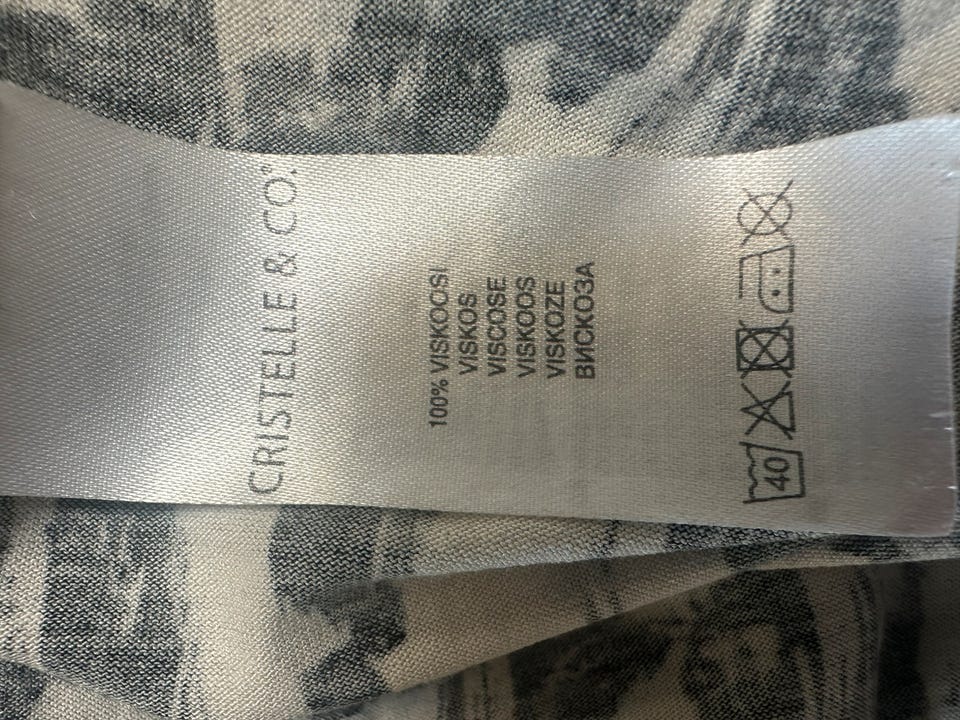 CRISTELLE & CO.
100% VISKOOSI
VISKOS
VISCOSE
VISKOOS
VISKOZE
ВИСКОЗА
40